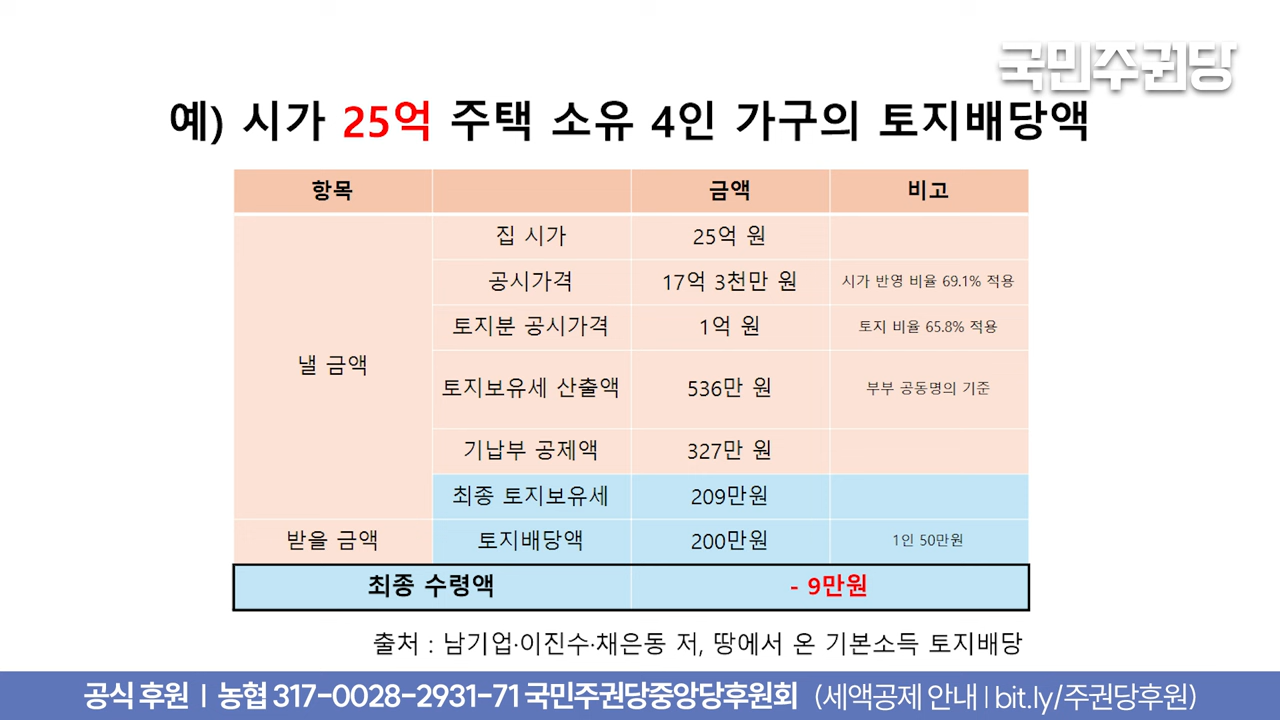 국민주권당
예) 시가 25억 주택 소유 4인 가구의 토지배당액
항목 금액 비고
낼 금액
집 시가 25억 원
공시가격 17억 3천만 원 시가 반영 비율 69.1% 적용
토지분 공시가격 1억 원 토지 비율 65.8% 적용
토지보유세 산출액 536만 원 부부 공동명의 기준
기납부 공제액 327만 원
최종 토지보유세 209만원
받을 금액 토지배당액 200만원 1인 50만원
최종 수령액 - 9만원
출처 : 남기업·이진수·채은동 저, 땅에서 온 기본소득 토지배당
공식 후원 ㅣ 농협 317-0028-2931-71 국민주권당중앙당후원회 (세액공제 안내 l bit.ly/주권당후원)